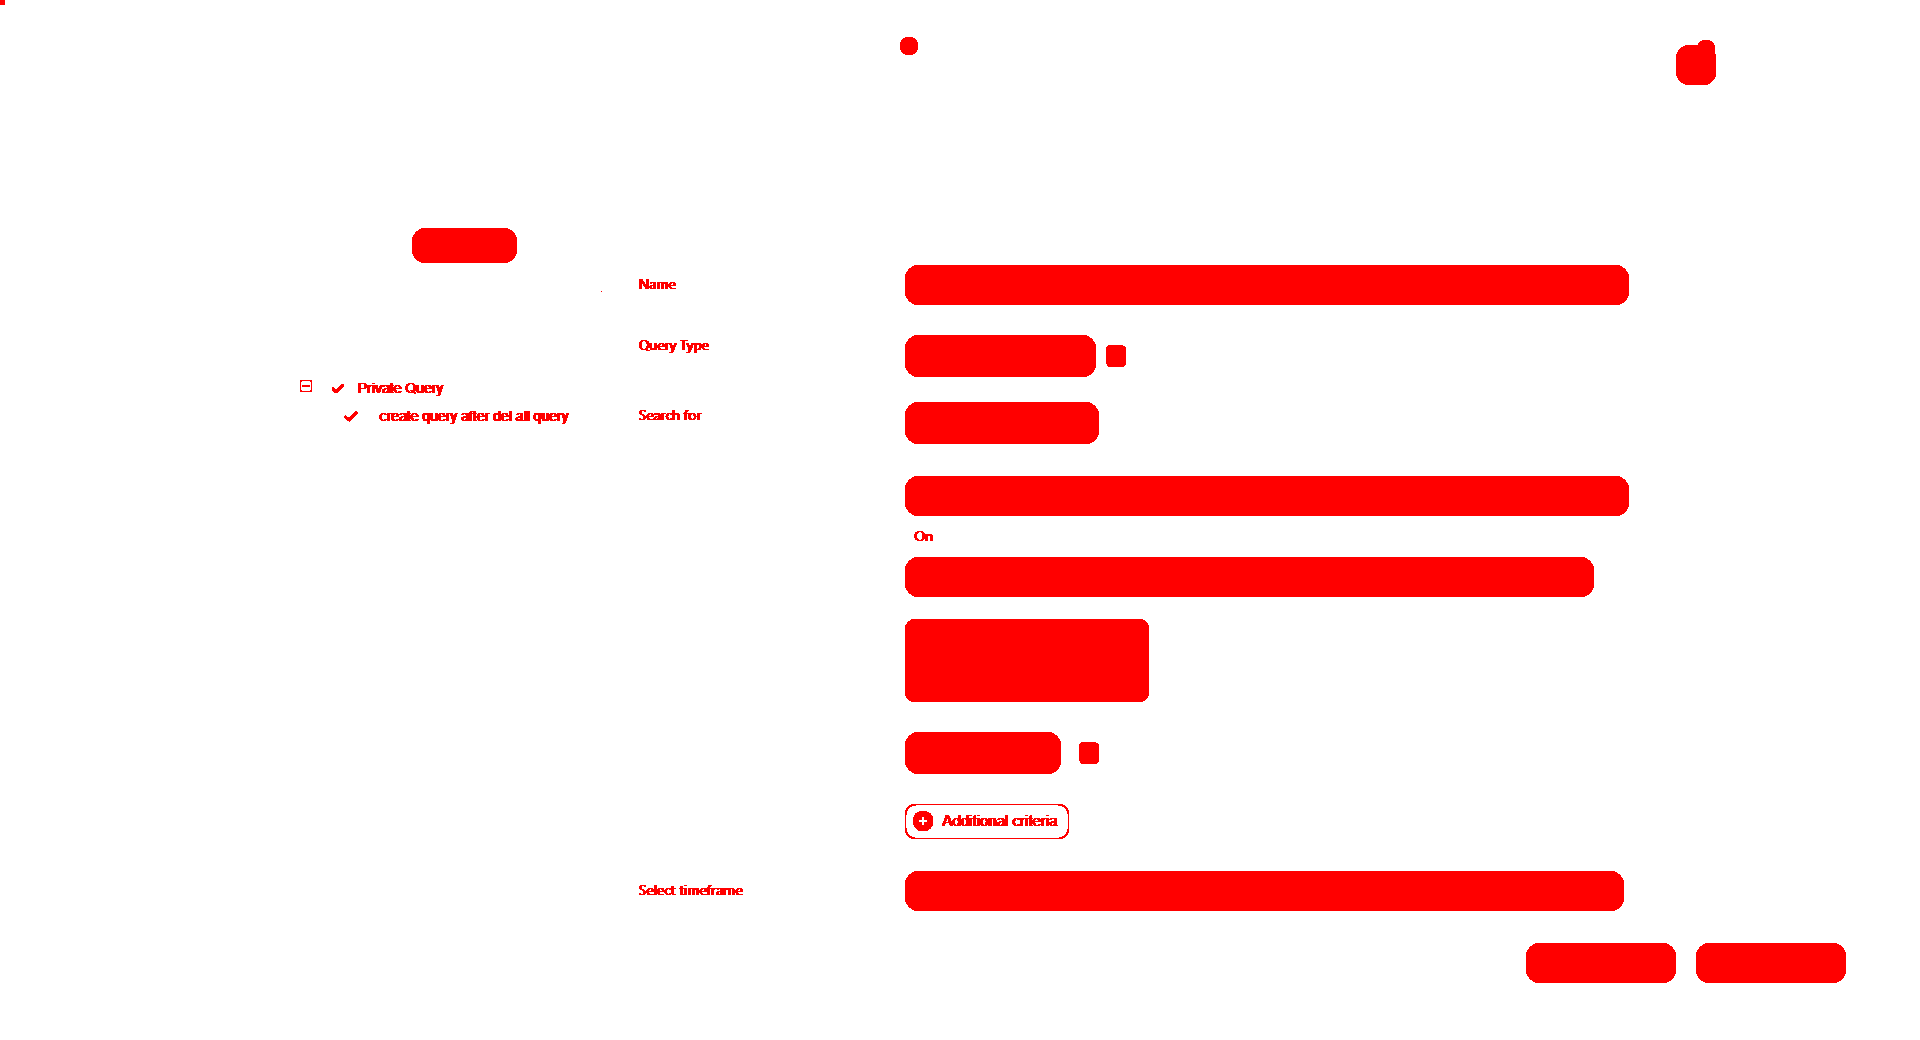 Name
Query Type
Private Query
create query after del all query
Search for
On
Additional criteria
Select timeframe